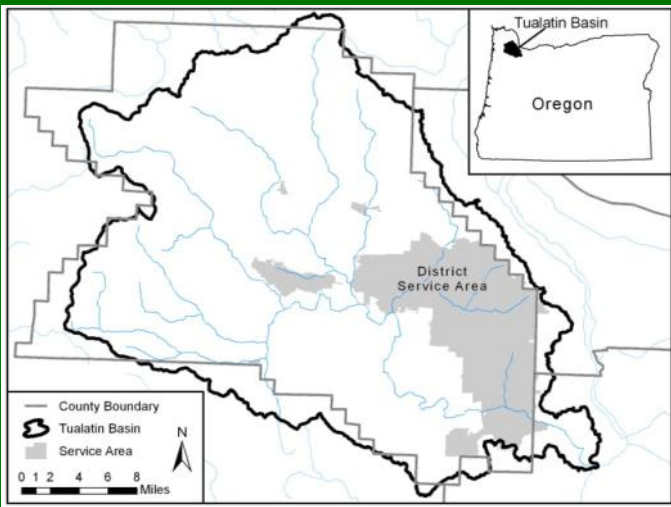 Tualatin Basin
Oregon
District
Service Area
County Boundary
Tualatin Basin
Service Area
N
0 1 2 4 6 8
Miles